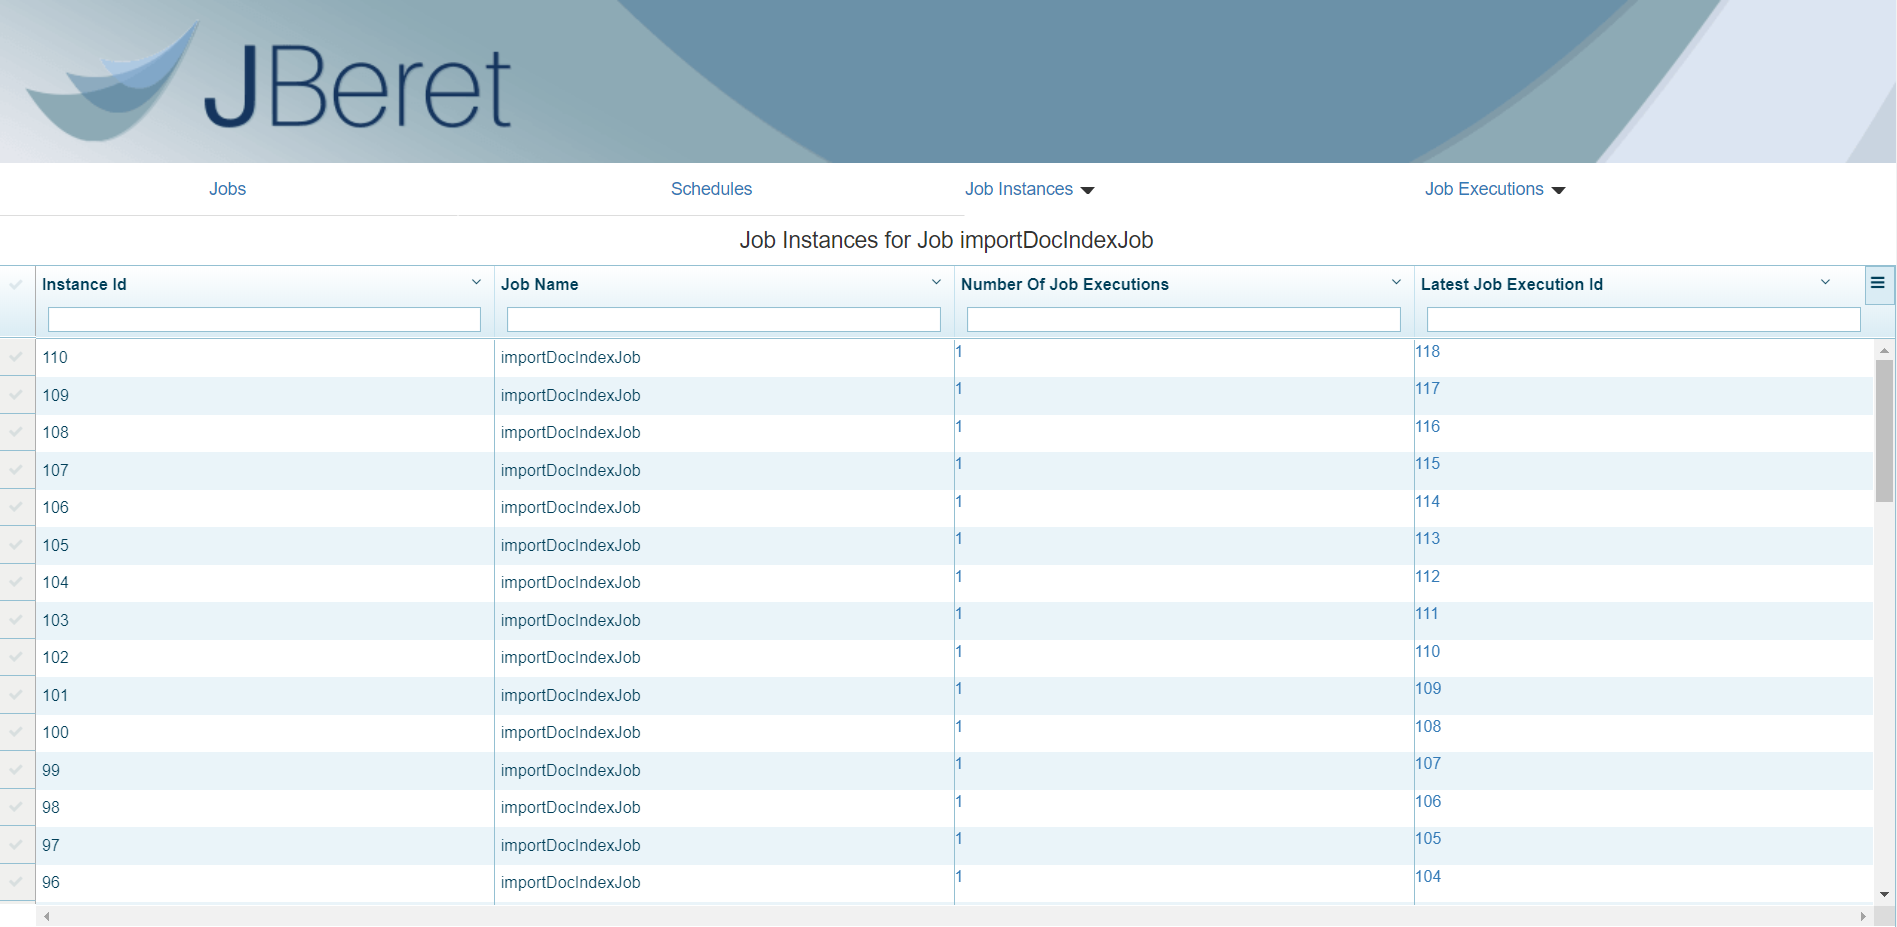 JBeret
Jobs Schedules Job Instances Job Executions
Job Instances for Job importDocIndexJob
Instance Id Job Name Number Of Job Executions Latest Job Execution Id
110 importDocIndexJob 1 118
109 importDocIndexJob 1 117
108 importDocIndexJob 1 116
107 importDocIndexJob 1 115
106 importDocIndexJob 1 114
105 importDocIndexJob 1 113
104 importDocIndexJob 1 112
103 importDocIndexJob 1 111
102 importDocIndexJob 1 110
101 importDocIndexJob 1 109
100 importDocIndexJob 1 108
99 importDocIndexJob 1 107
98 importDocIndexJob 1 106
97 importDocIndexJob 1 105
96 importDocIndexJob 1 104